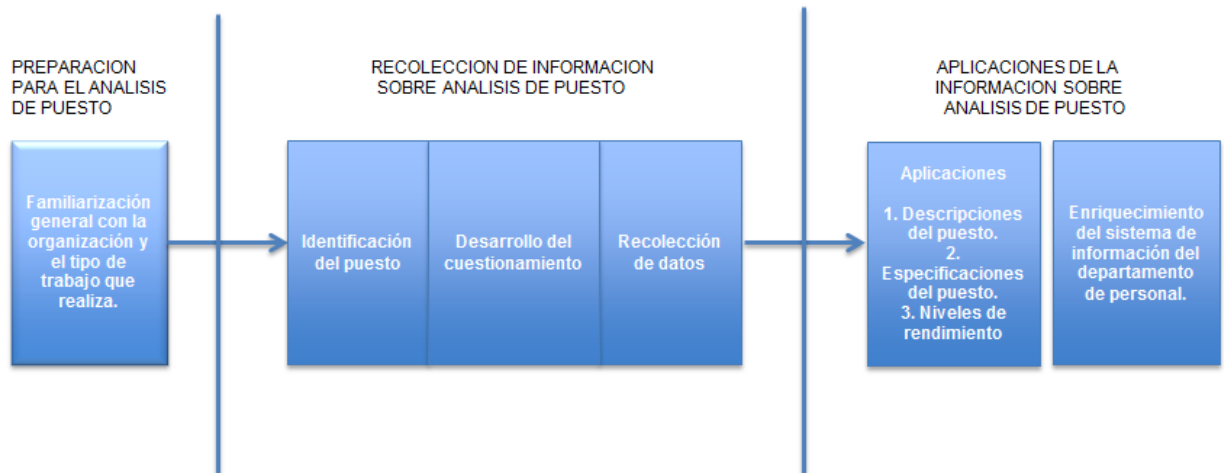 PREPARACION
PARA EL ANALISIS
DE PUESTO
Familiarización
general con la
organización y
el tipo de
trabajo que
realiza.
RECOLECCION DE INFORMACION
SOBRE ANALISIS DE PUESTO
Identificación
del puesto
Desarrollo del
cuestionamiento
Recolección
de datos
APLICACIONES DE LA
INFORMACION SOBRE
ANALISIS DE PUESTO
Aplicaciones
1. Descripciones
del puesto.
2.
Especificaciones
del puesto.
3. Niveles de
rendimiento
Enriquecimiento
del sistema de
información del
departamento
de personal.